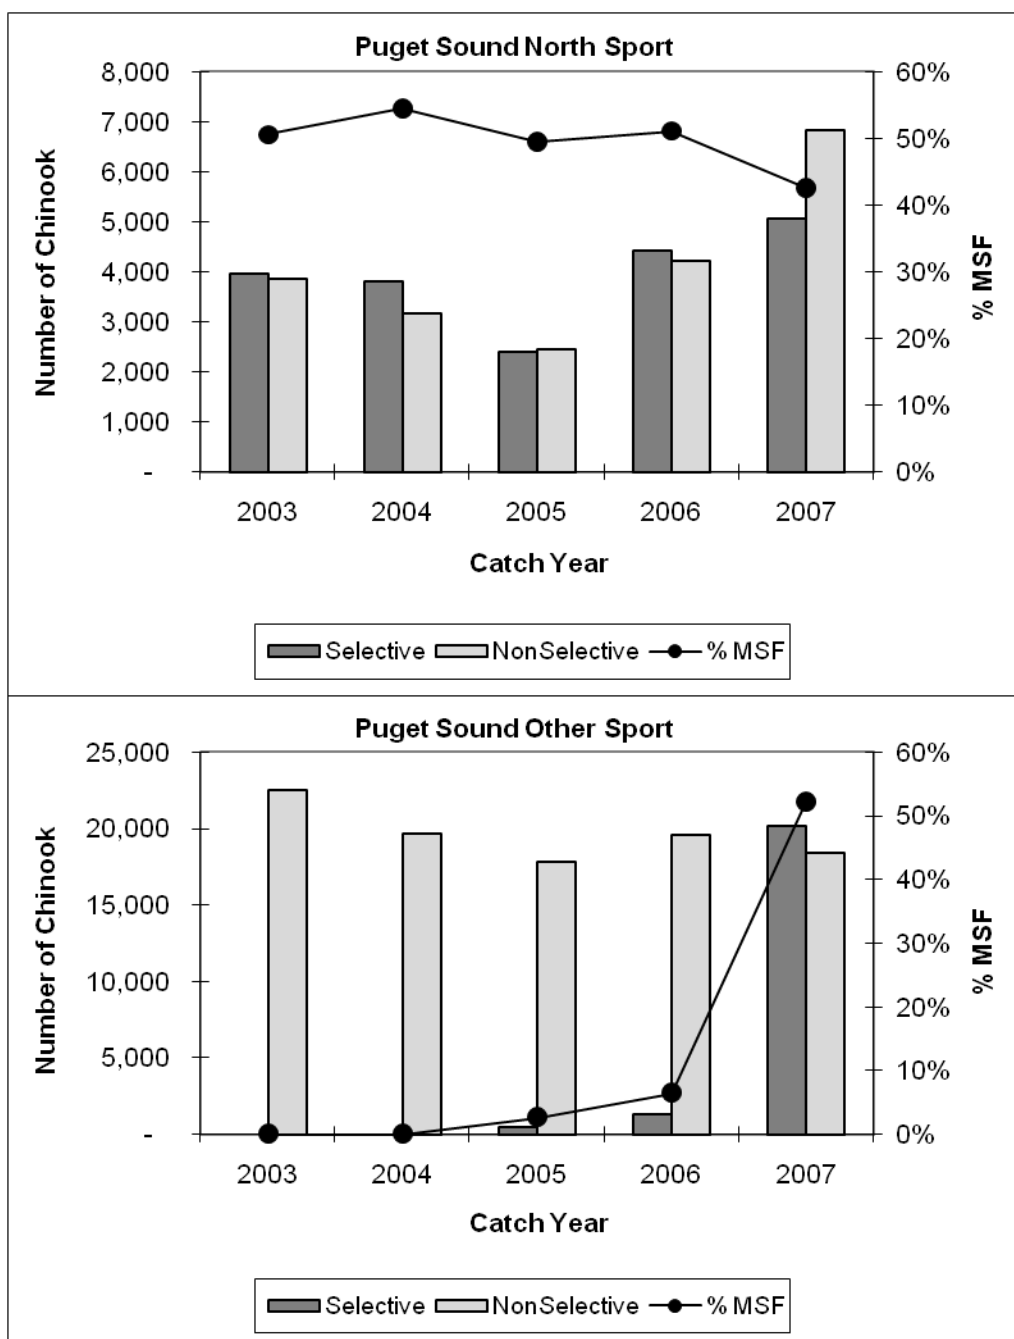 Puget Sound North Sport
8,000
7,000
6,000
5,000
4,000
3,000
2,000
1,000
-
Number of Chinook
60%
50%
40%
30%
20%
10%
0%
% MSF
2003 2004 2005 2006 2007
Catch Year
Selective NonSelective % MSF
Puget Sound Other Sport
25,000
20,000
15,000
10,000
5,000
-
Number of Chinook
60%
50%
40%
30%
20%
10%
0%
% MSF
2003 2004 2005 2006 2007
Catch Year
Selective NonSelective % MSF